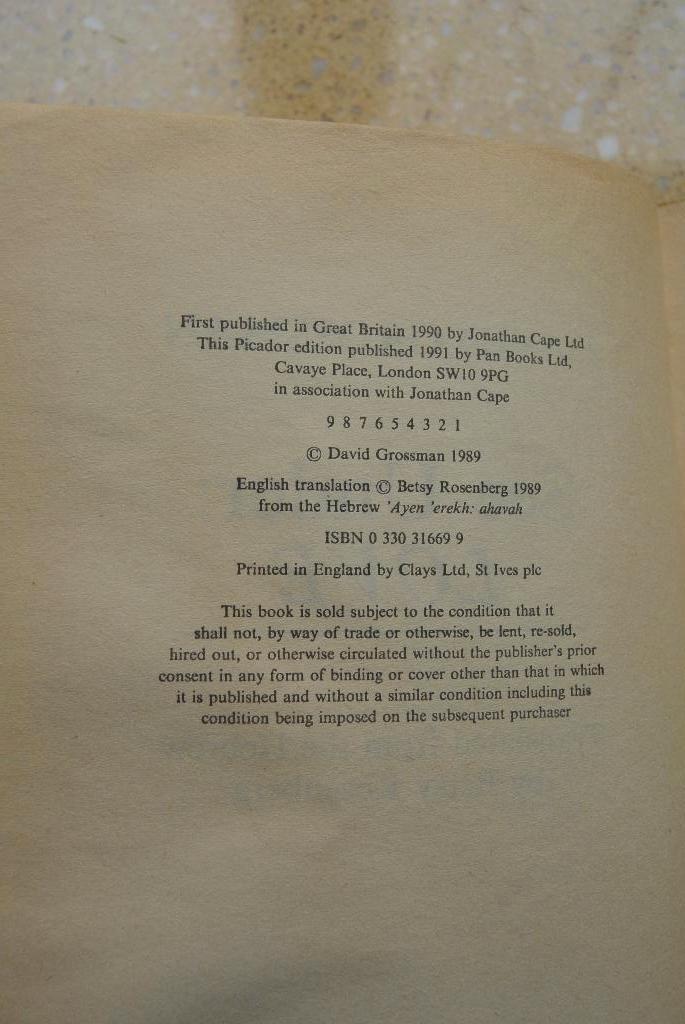 First published in Great Britain 1990 by Jonathan Cape Ltd
This Picador edition published 1991 by Pan Books Ltd,
Cavaye Place, London SW10 9PG
in association with Jonathan Cape
9 8 7 6 5 4 3 2 1
© David Grossman 1989
English translation © Betsy Rosenberg 1989
from the Hebrew 'Ayen 'erekh: ahavah
ISBN 0 330 31669 9
Printed in England by Clays Ltd, St Ives plc
This book is sold subject to the condition that it
shall not, by way of trade or otherwise, be lent, re-sold,
hired out, or otherwise circulated without the publisher's prior
consent in any form of binding or cover other than that in which
it is published and without a similar condition including this
condition being imposed on the subsequent purchaser